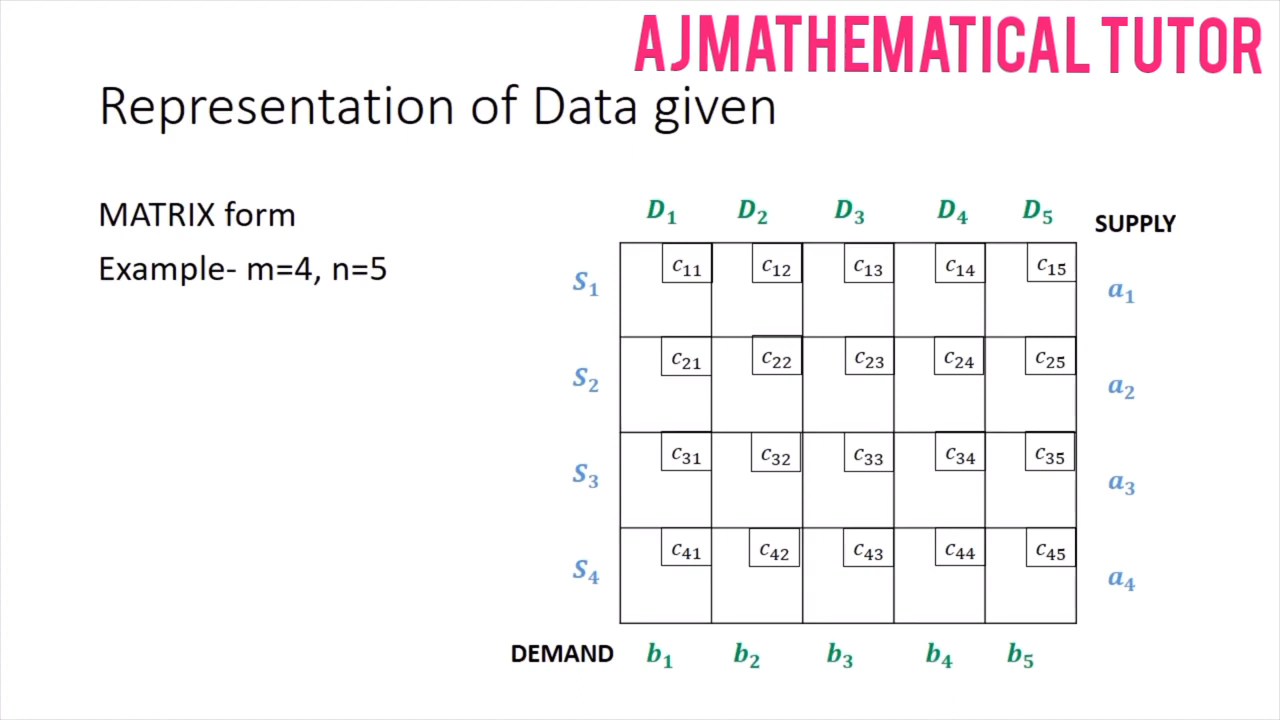 AJMATHEMATICAL TUTOR
Representation of Data given
MATRIX form
Example- m=4, n=5
D₁ D₂ D₃ D₄ D₅ SUPPLY
S₁ c₁₁ c₁₂ c₁₃ c₁₄ c₁₅ a₁
S₂ c₂₁ c₂₂ c₂₃ c₂₄ c₂₅ a₂
S₃ c₃₁ c₃₂ c₃₃ c₃₄ c₃₅ a₃
S₄ c₄₁ c₄₂ c₄₃ c₄₄ c₄₅ a₄
DEMAND b₁ b₂ b₃ b₄ b₅